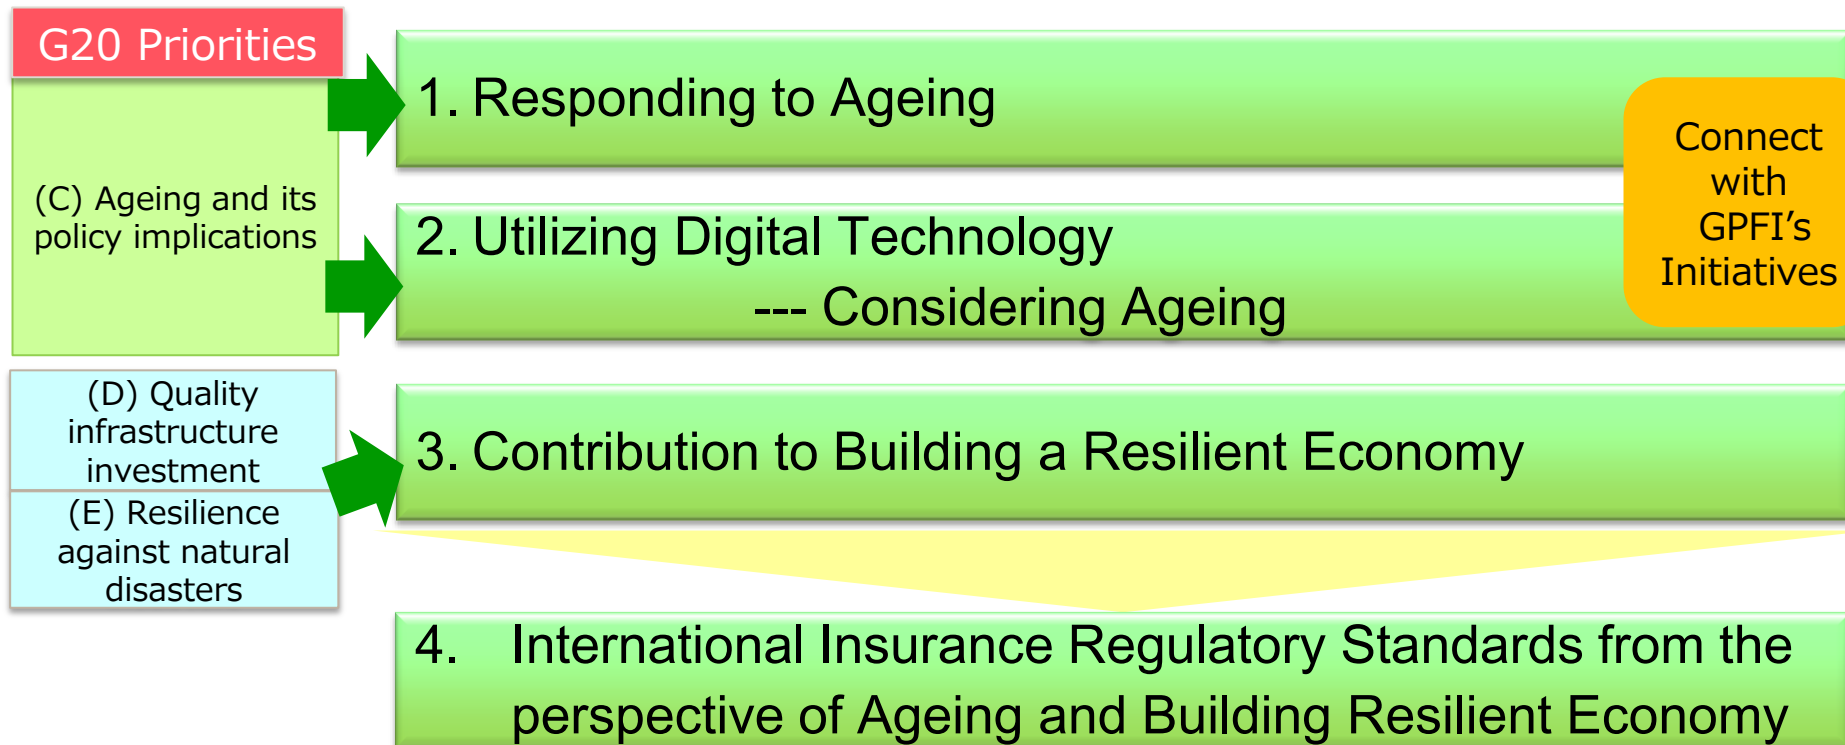 G20 Priorities
(C) Ageing and its
policy implications
(D) Quality
infrastructure
investment
(E) Resilience
against natural
disasters
1. Responding to Ageing
2. Utilizing Digital Technology
--- Considering Ageing
Connect
with
GPFI's
Initiatives
3. Contribution to Building a Resilient Economy
4. International Insurance Regulatory Standards from the
perspective of Ageing and Building Resilient Economy